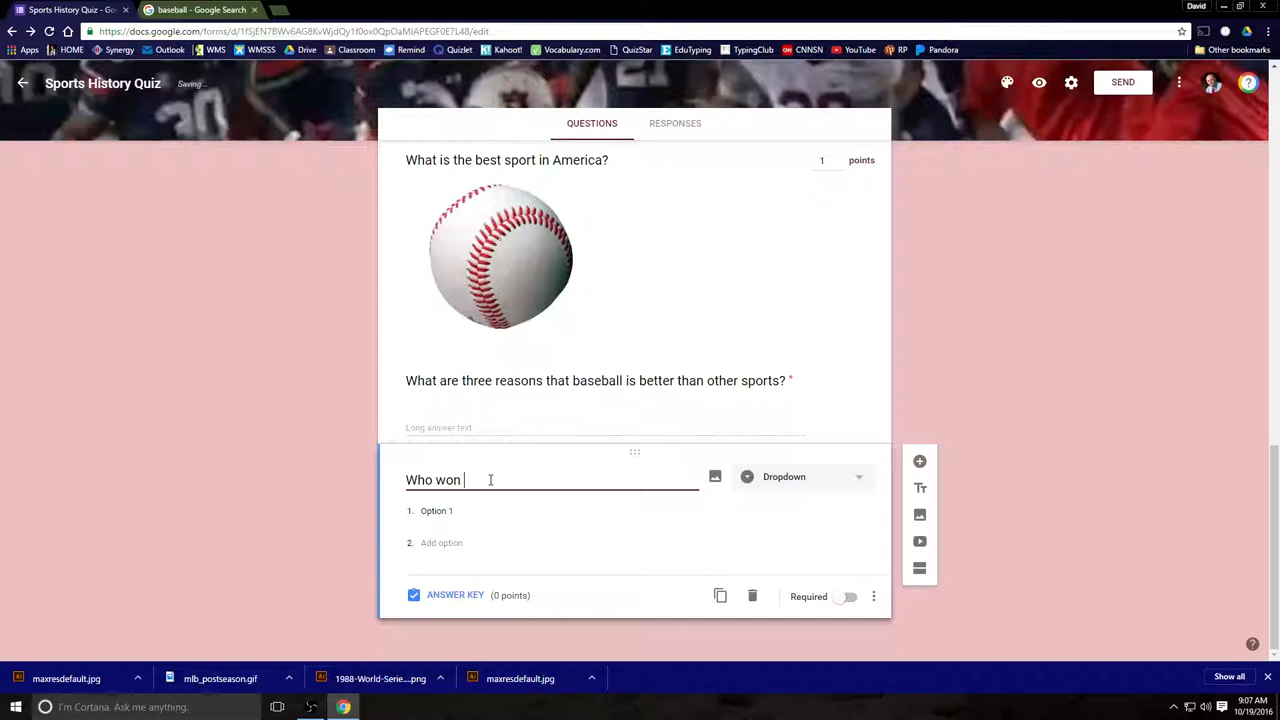 Sports History Quiz - Go
baseball - Google Search
David
https://docs.google.com/forms/d/1fSjEN7BWv6AG8KvWjdQy1f0ox0QpOaMIAPEGF0E7L48/edit
Apps
HOME
Synergy
Outlook
WMS
WMSSS
Drive
Classroom
Remind
Quizlet
Kahoot!
Vocabulary.com
QuizStar
EduTyping
TypingClub
CNNSN
YouTube
RP
Pandora
Other bookmarks
Sports History Quiz
Saving...
SEND
QUESTIONS
RESPONSES
What is the best sport in America?
1 points
What are three reasons that baseball is better than other sports? *
Long answer text
Who won
Dropdown
1. Option 1
2. Add option
ANSWER KEY (0 points)
Required
maxresdefault.jpg
mlb_postseason.gif
1988-World-Serie....png
maxresdefault.jpg
Show all
I'm Cortana. Ask me anything.
9:07 AM
10/19/2016